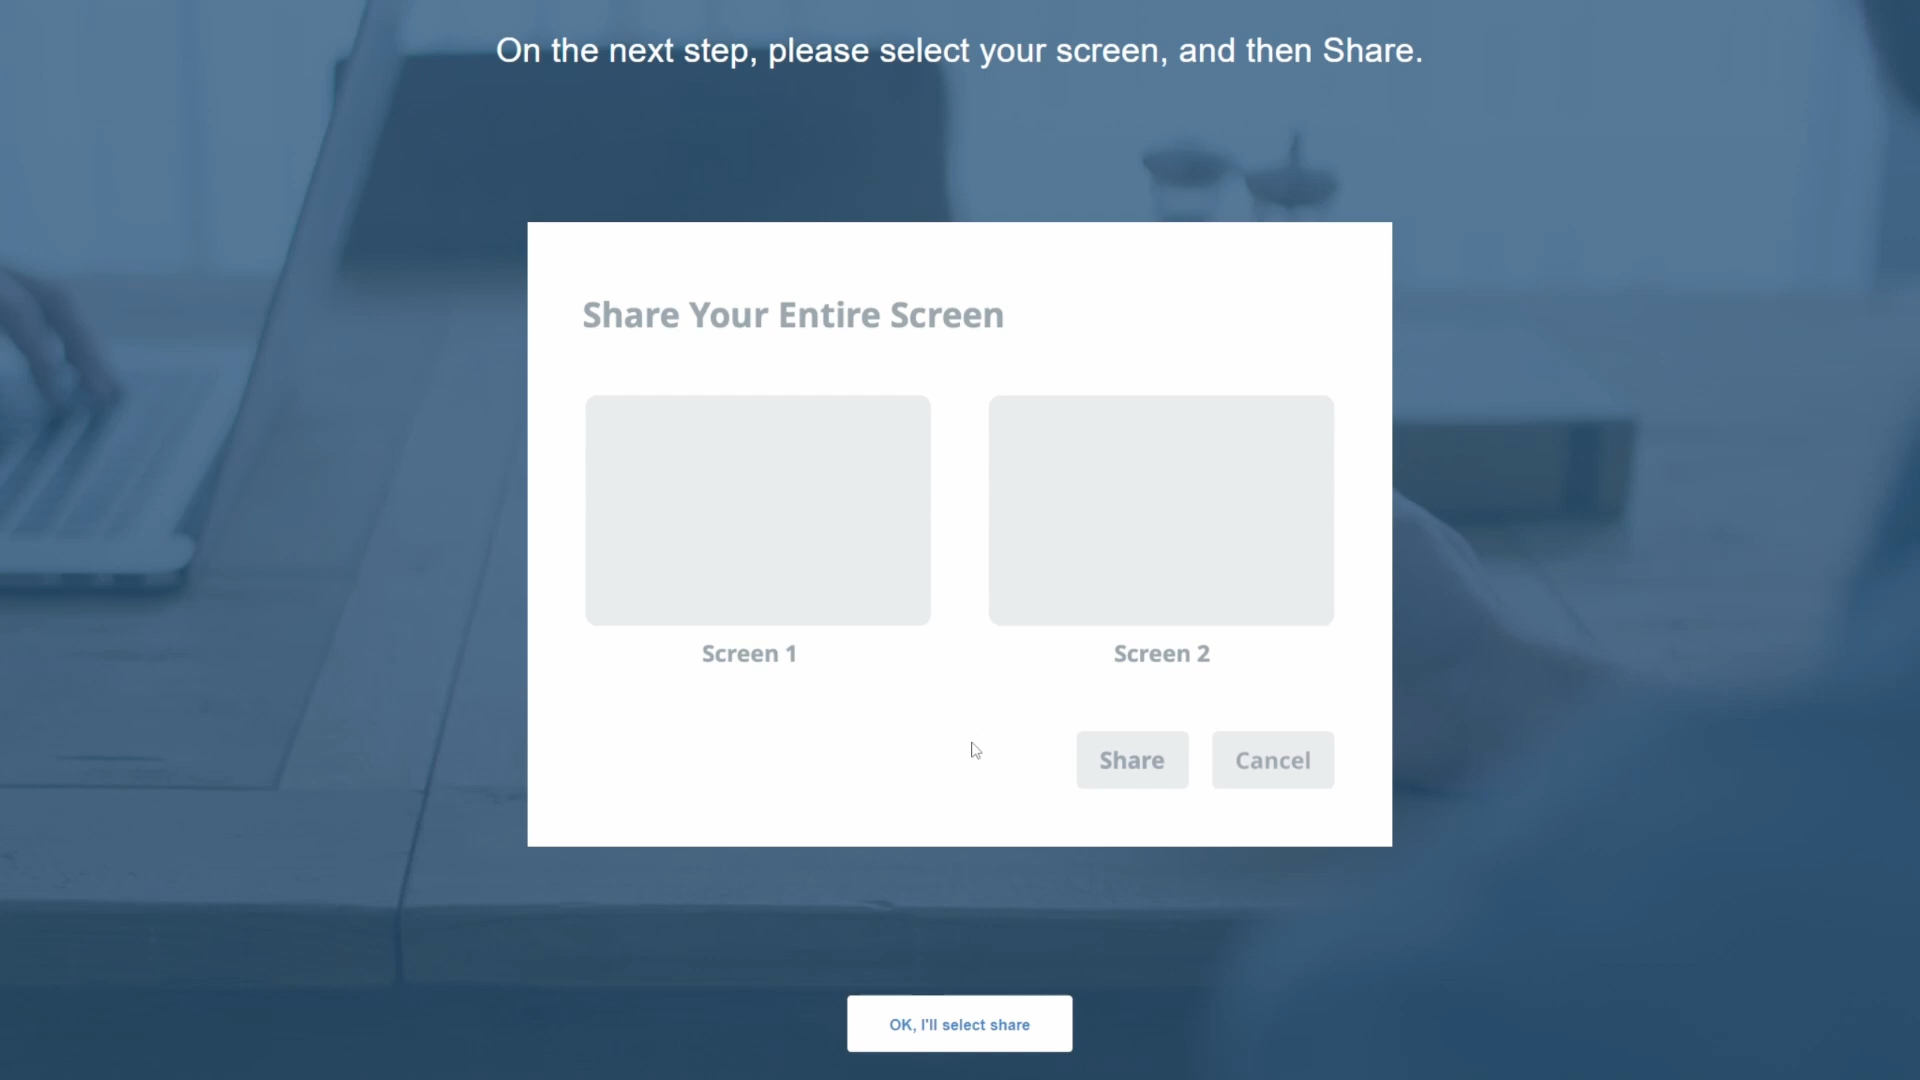 On the next step, please select your screen, and then Share.
Share Your Entire Screen
Screen 1
Screen 2
Share
Cancel
OK, I'll select share